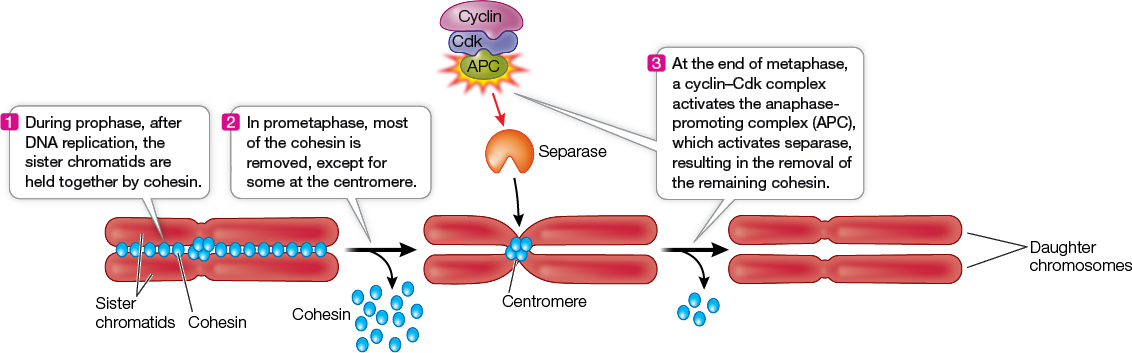 Cyclin
Cdk
APC
1 During prophase, after
DNA replication, the
sister chromatids are
held together by cohesin.
2 In prometaphase, most
of the cohesin is
removed, except for
some at the centromere.
Separase
3 At the end of metaphase,
a cyclin–Cdk complex
activates the anaphase-
promoting complex (APC),
which activates separase,
resulting in the removal of
the remaining cohesin.
Sister
chromatids
Cohesin
Cohesin
Centromere
Daughter
chromosomes